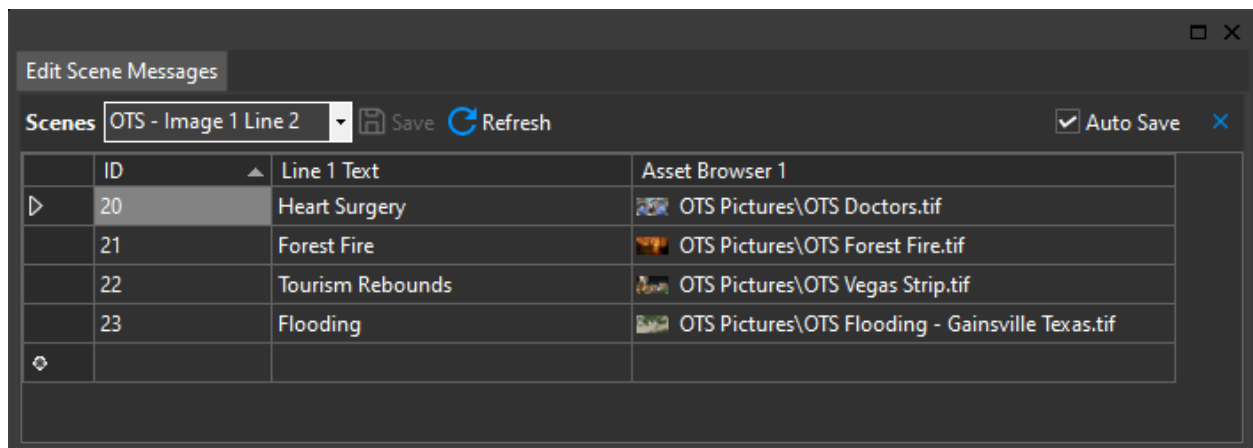 Edit Scene Messages
Scenes OTS - Image 1 Line 2 Save Refresh Auto Save
ID Line 1 Text Asset Browser 1
20 Heart Surgery OTS Pictures\OTS Doctors.tif
21 Forest Fire OTS Pictures\OTS Forest Fire.tif
22 Tourism Rebounds OTS Pictures\OTS Vegas Strip.tif
23 Flooding OTS Pictures\OTS Flooding - Gainsville Texas.tif